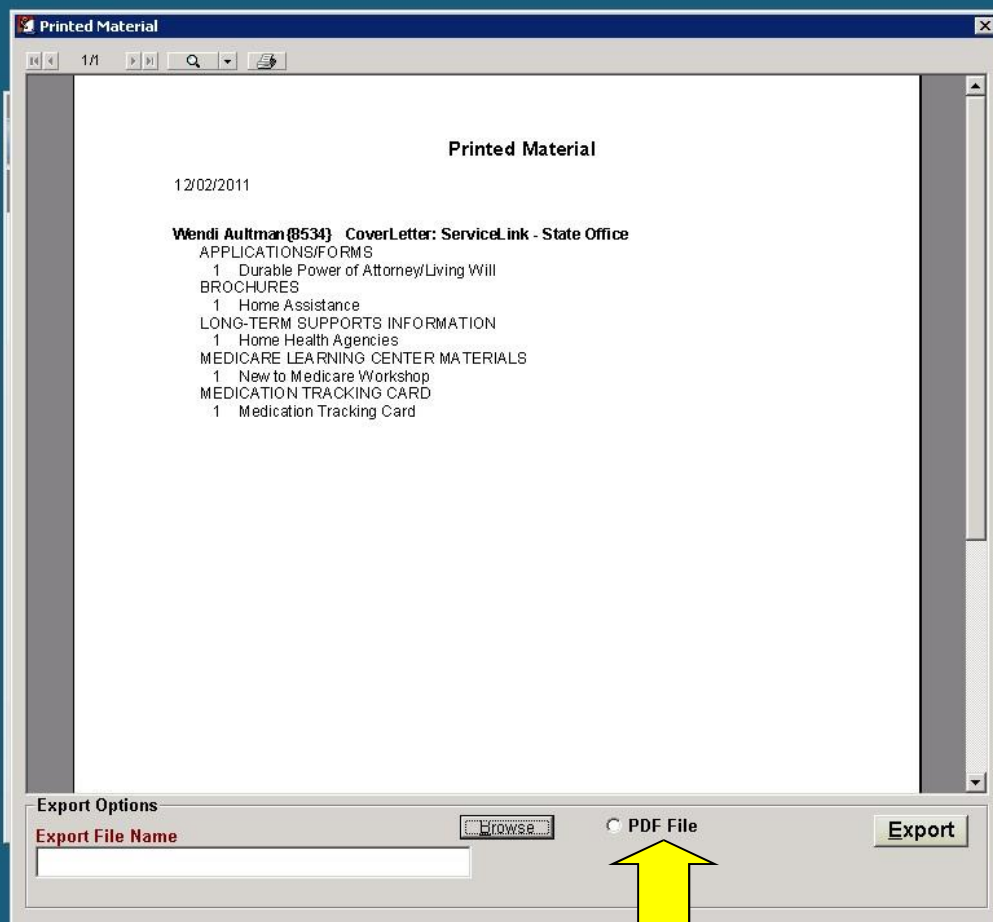 Printed Material
1/1
Printed Material
12/02/2011
Wendi Aultman{8534} CoverLetter: ServiceLink - State Office
APPLICATIONS/FORMS
1 Durable Power of Attorney/Living Will
BROCHURES
1 Home Assistance
LONG-TERM SUPPORTS INFORMATION
1 Home Health Agencies
MEDICARE LEARNING CENTER MATERIALS
1 New to Medicare Workshop
MEDICATION TRACKING CARD
1 Medication Tracking Card
Export Options
Export File Name
Browse
PDF File
Export